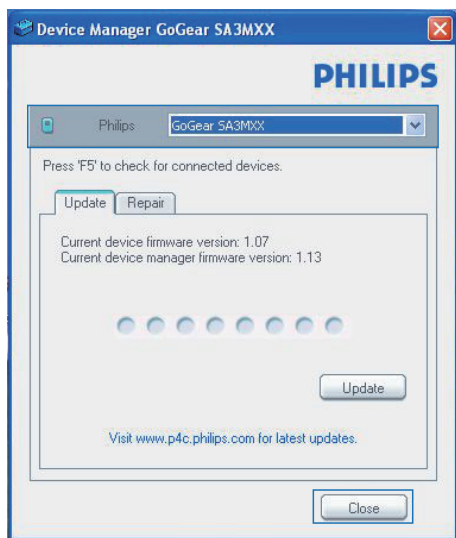 Device Manager GoGear SA3MXX
PHILIPS
Philips GoGear SA3MXX
Press 'F5' to check for connected devices.
Update Repair
Current device firmware version: 1.07
Current device manager firmware version: 1.13
Update
Visit www.p4c.philips.com for latest updates.
Close